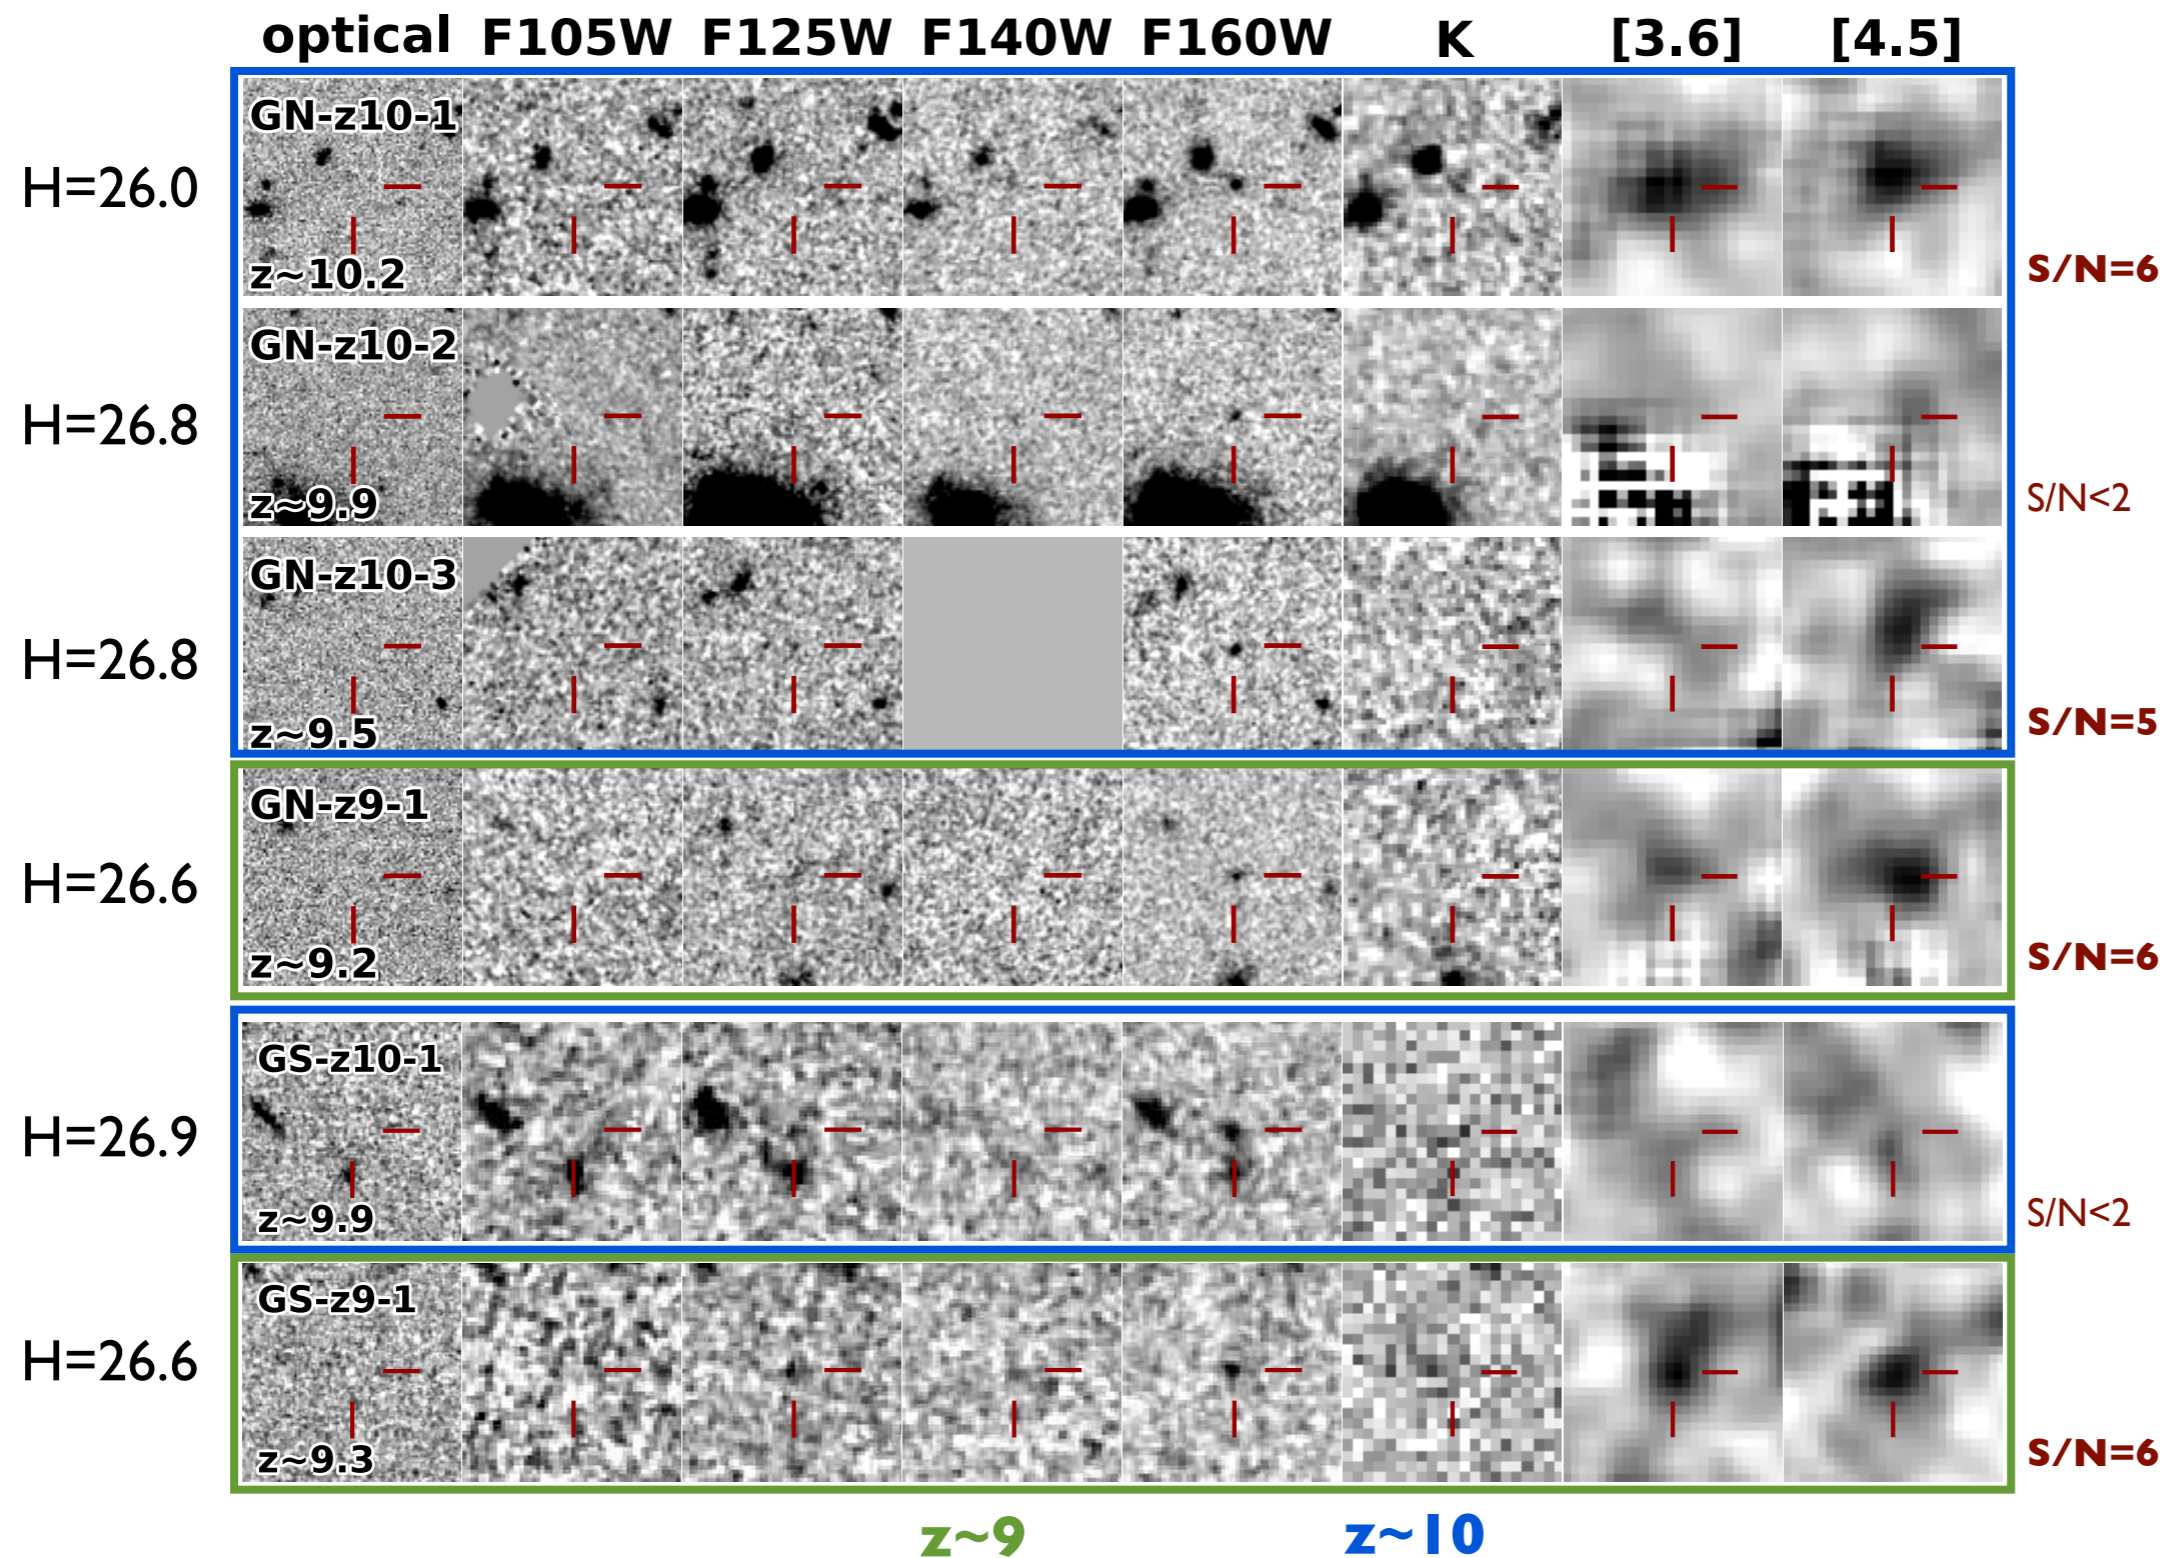 optical F105W F125W F140W F160W K [3.6] [4.5]
GN-z10-1
H=26.0
z~10.2
S/N=6
GN-z10-2
H=26.8
z~9.9
S/N<2
GN-z10-3
H=26.8
z~9.5
S/N=5
GN-z9-1
H=26.6
z~9.2
S/N=6
GS-z10-1
H=26.9
z~9.9
S/N<2
GS-z9-1
H=26.6
z~9.3
S/N=6
z~9 z~10